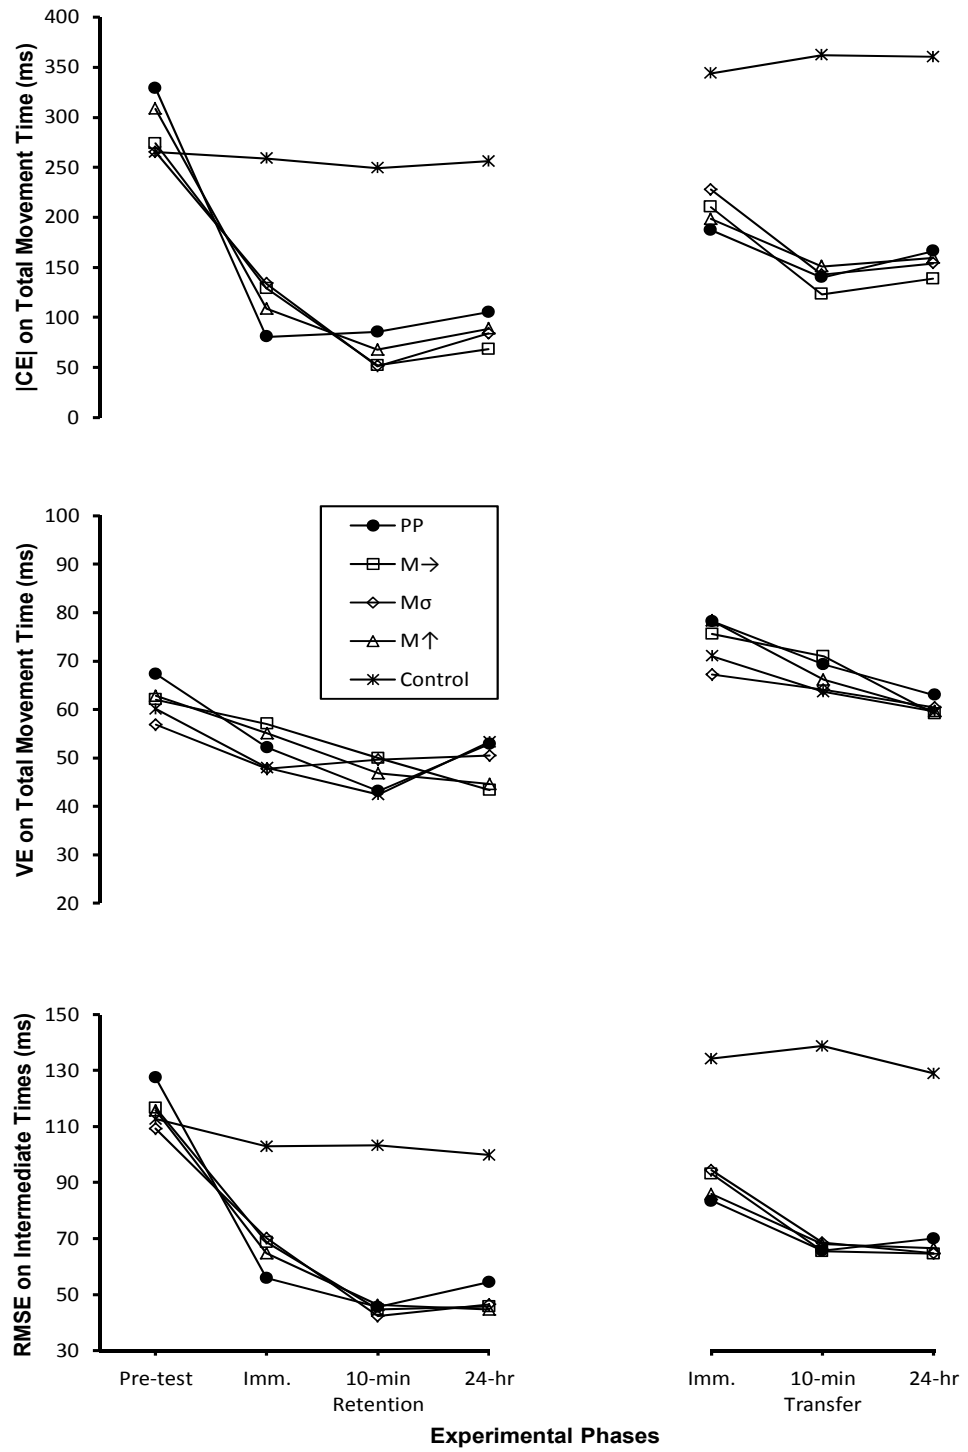 |CE| on Total Movement Time (ms)
400
350
300
250
200
150
100
50
0
VE on Total Movement Time (ms)
100
90
80
70
60
50
40
30
20
PP
M→
Mσ
M↑
Control
RMSE on Intermediate Times (ms)
150
130
110
90
70
50
30
Pre-test Imm. 10-min 24-hr Imm. 10-min 24-hr
Retention Transfer
Experimental Phases